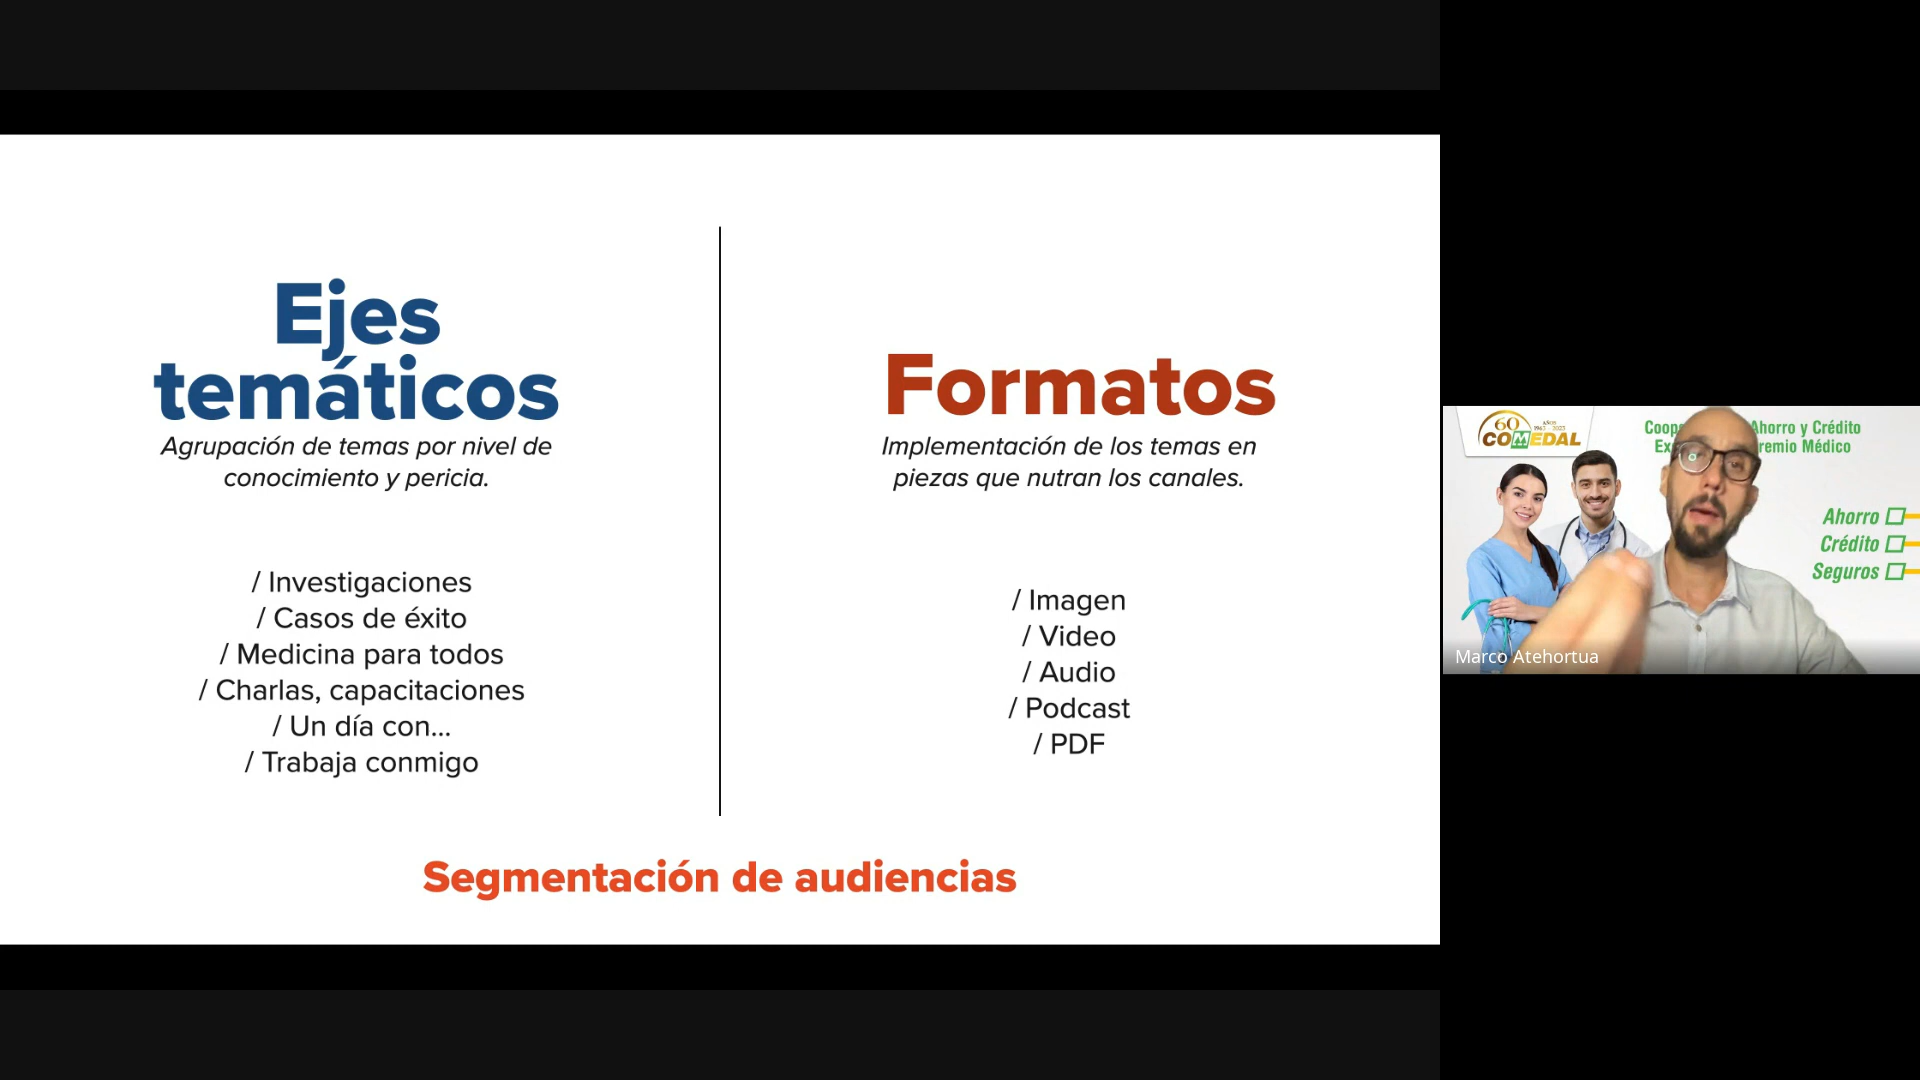 Ejes
temáticos
Agrupación de temas por nivel de
conocimiento y pericia.
/ Investigaciones
/ Casos de éxito
/ Medicina para todos
/ Charlas, capacitaciones
/ Un día con...
/ Trabaja conmigo
Formatos
Implementación de los temas en
piezas que nutran los canales.
/ Imagen
/ Video
/ Audio
/ Podcast
/ PDF
Segmentación de audiencias
60 AÑOS
COMEDAL
Ahorro y Crédito
Médico
Ahorro
Crédito
Seguros
Marco Atehortua